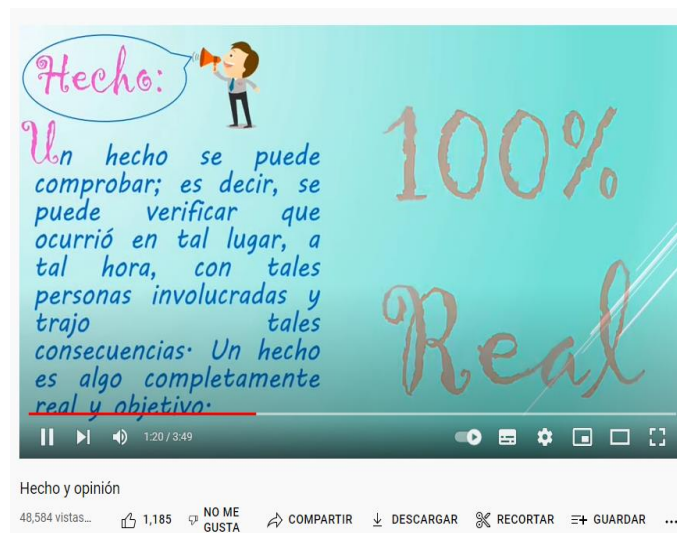 Hecho:
Un hecho se puede
comprobar; es decir, se
puede verificar que
ocurrió en tal lugar, a
tal hora, con tales
personas involucradas y
trajo tales
consecuencias. Un hecho
es algo completamente
real y objetivo.
100%
Real
1:20 / 3:49
Hecho y opinión
48,584 vistas...
1,185
NO ME
GUSTA
COMPARTIR
DESCARGAR
RECORTAR
GUARDAR
...